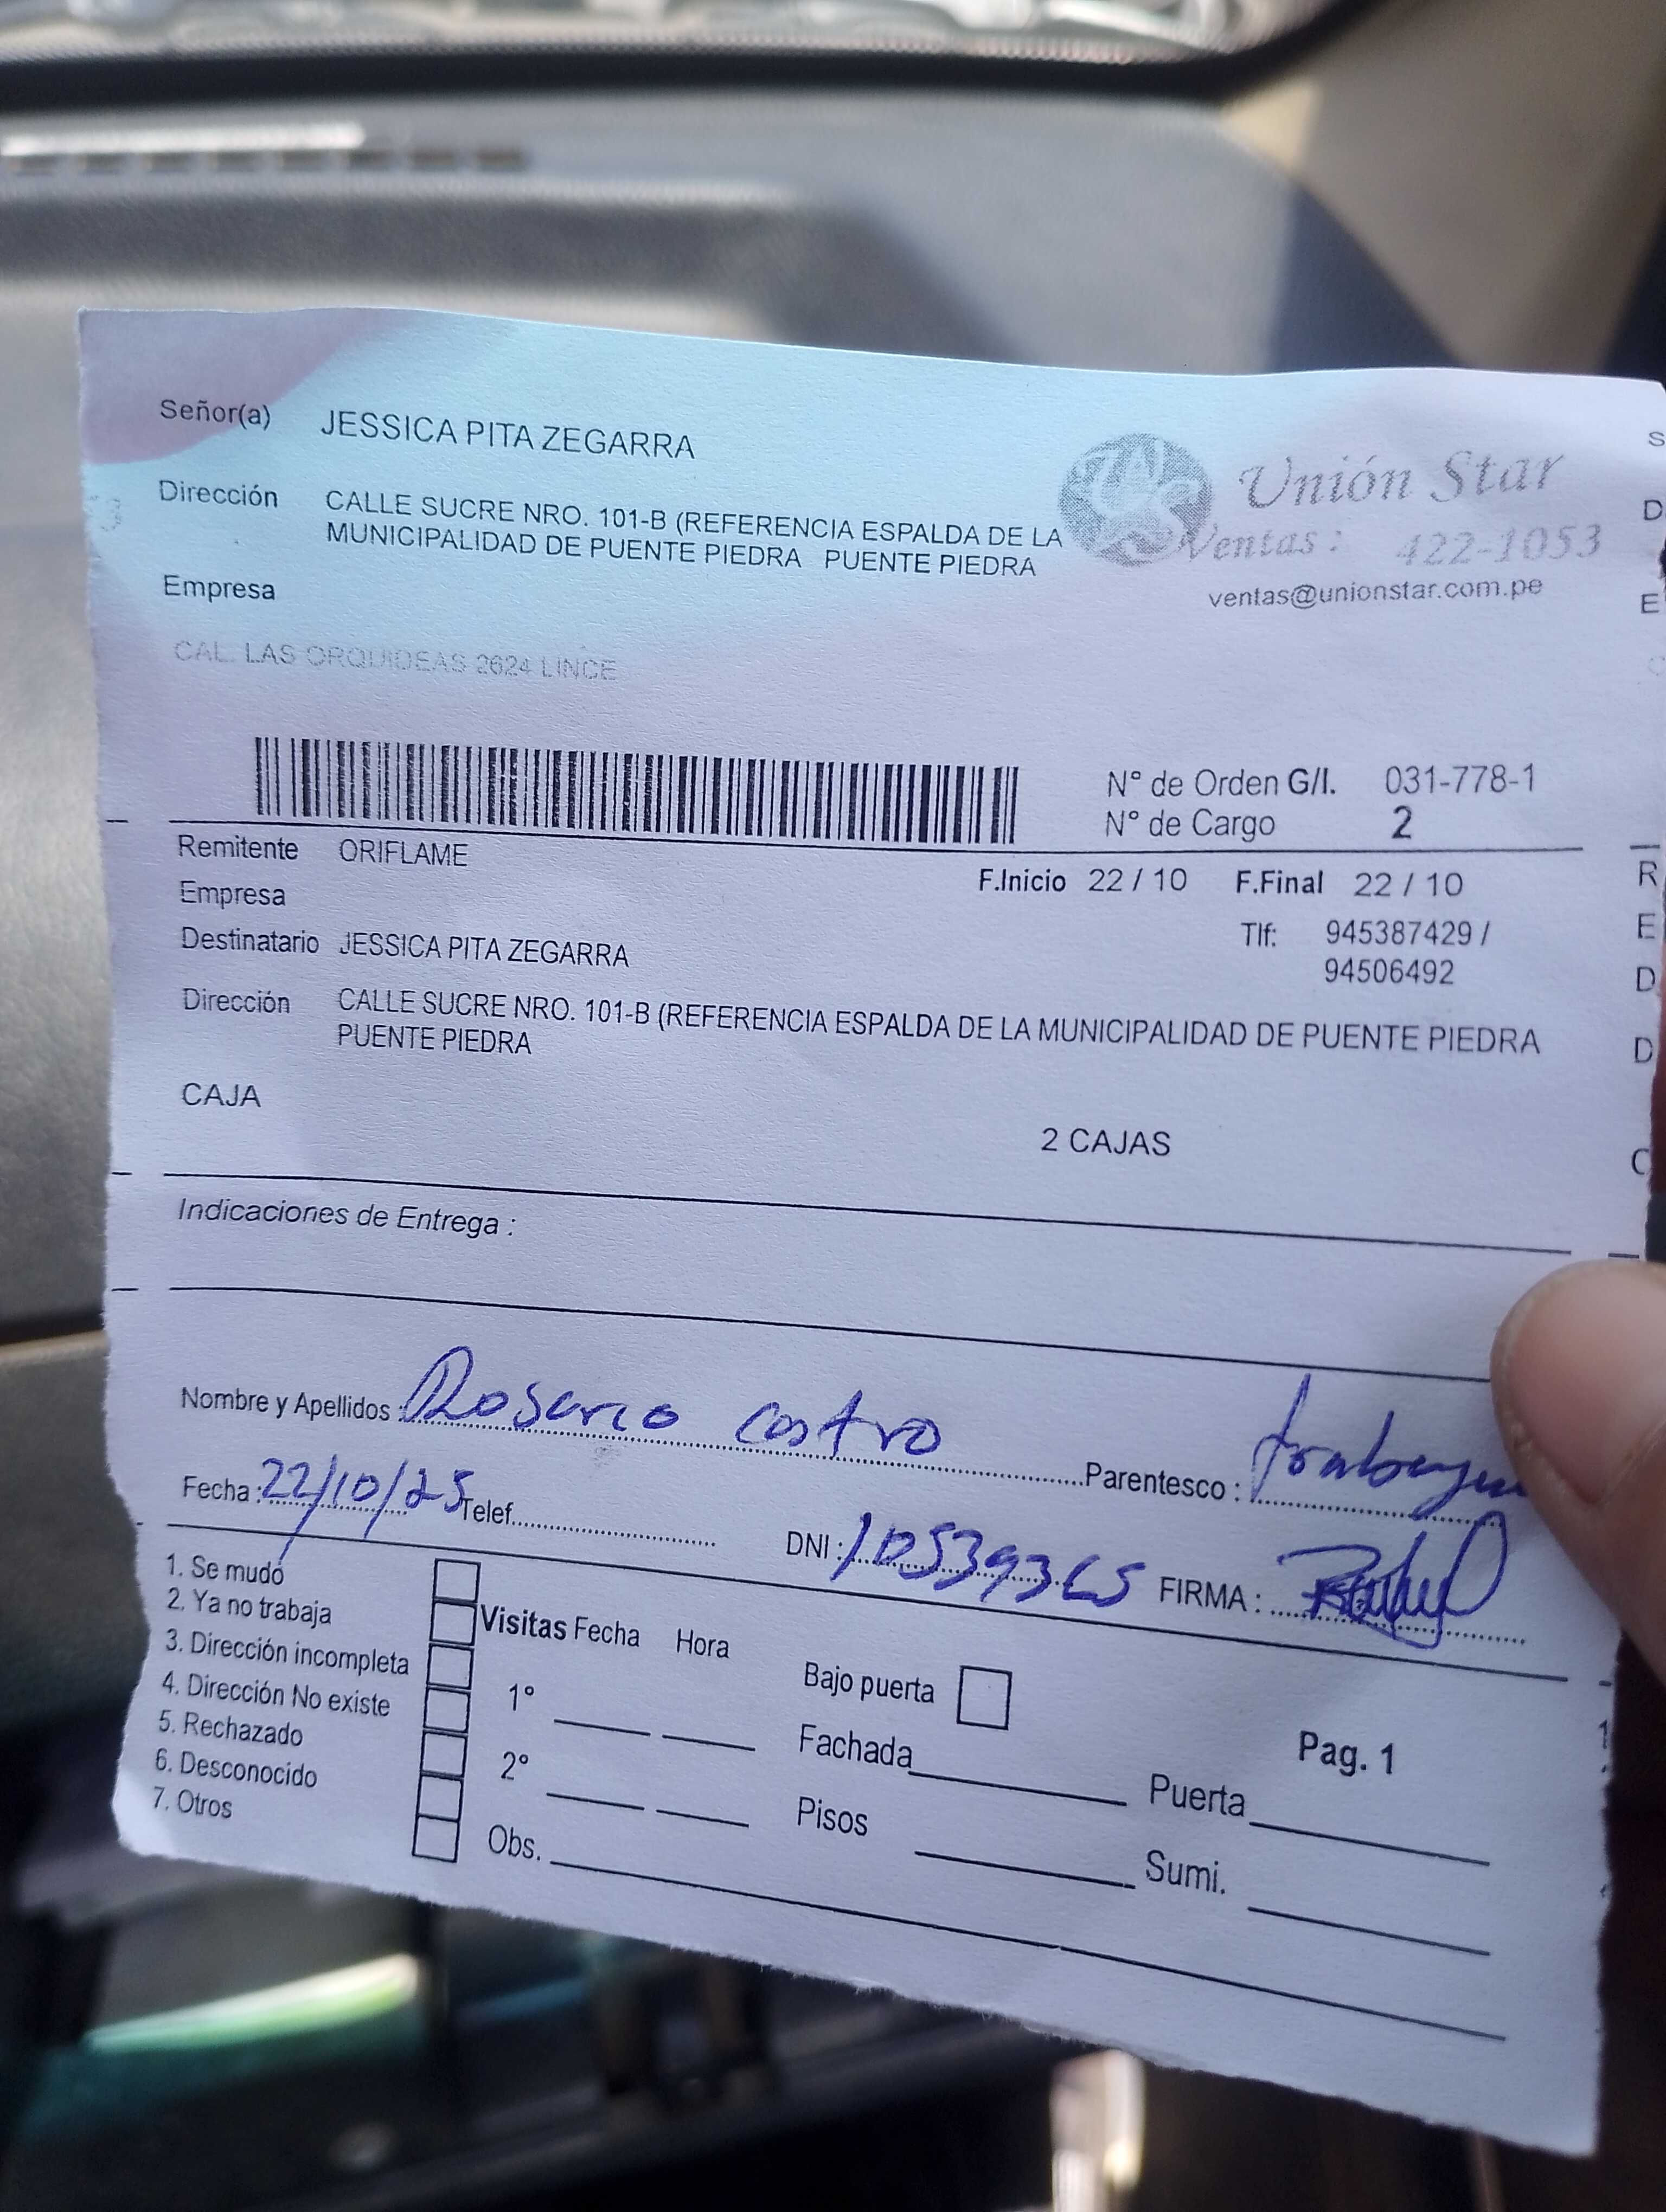 Señor(a) JESSICA PITA ZEGARRA
Dirección CALLE SUCRE NRO. 101-B (REFERENCIA ESPALDA DE LA
MUNICIPALIDAD DE PUENTE PIEDRA PUENTE PIEDRA
Unión Star
Ventas : 422-1053
ventas@unionstar.com.pe
Empresa
CAL. LAS ORQUIDEAS 2624 LINCE
Nº de Orden G/I. 031-778-1
Nº de Cargo 2
Remitente ORIFLAME
F.Inicio 22 / 10 F.Final 22 / 10
Empresa
Tlf: 945387429 /
94506492
Destinatario JESSICA PITA ZEGARRA
Dirección CALLE SUCRE NRO. 101-B (REFERENCIA ESPALDA DE LA MUNICIPALIDAD DE PUENTE PIEDRA
PUENTE PIEDRA
CAJA
2 CAJAS
Indicaciones de Entrega :
Nombre y Apellidos : Rosario Castro Parentesco :
Fecha : 22/10/25 Telef. DNI : 10539365 FIRMA :
1. Se mudó
2. Ya no trabaja
3. Dirección incompleta
4. Dirección No existe
5. Rechazado
6. Desconocido
7. Otros
Visitas Fecha Hora
1°
2°
Obs.
Bajo puerta
Fachada
Pisos
Pag. 1
Puerta
Sumi.
S
D
E
R
E
D
D
C
1